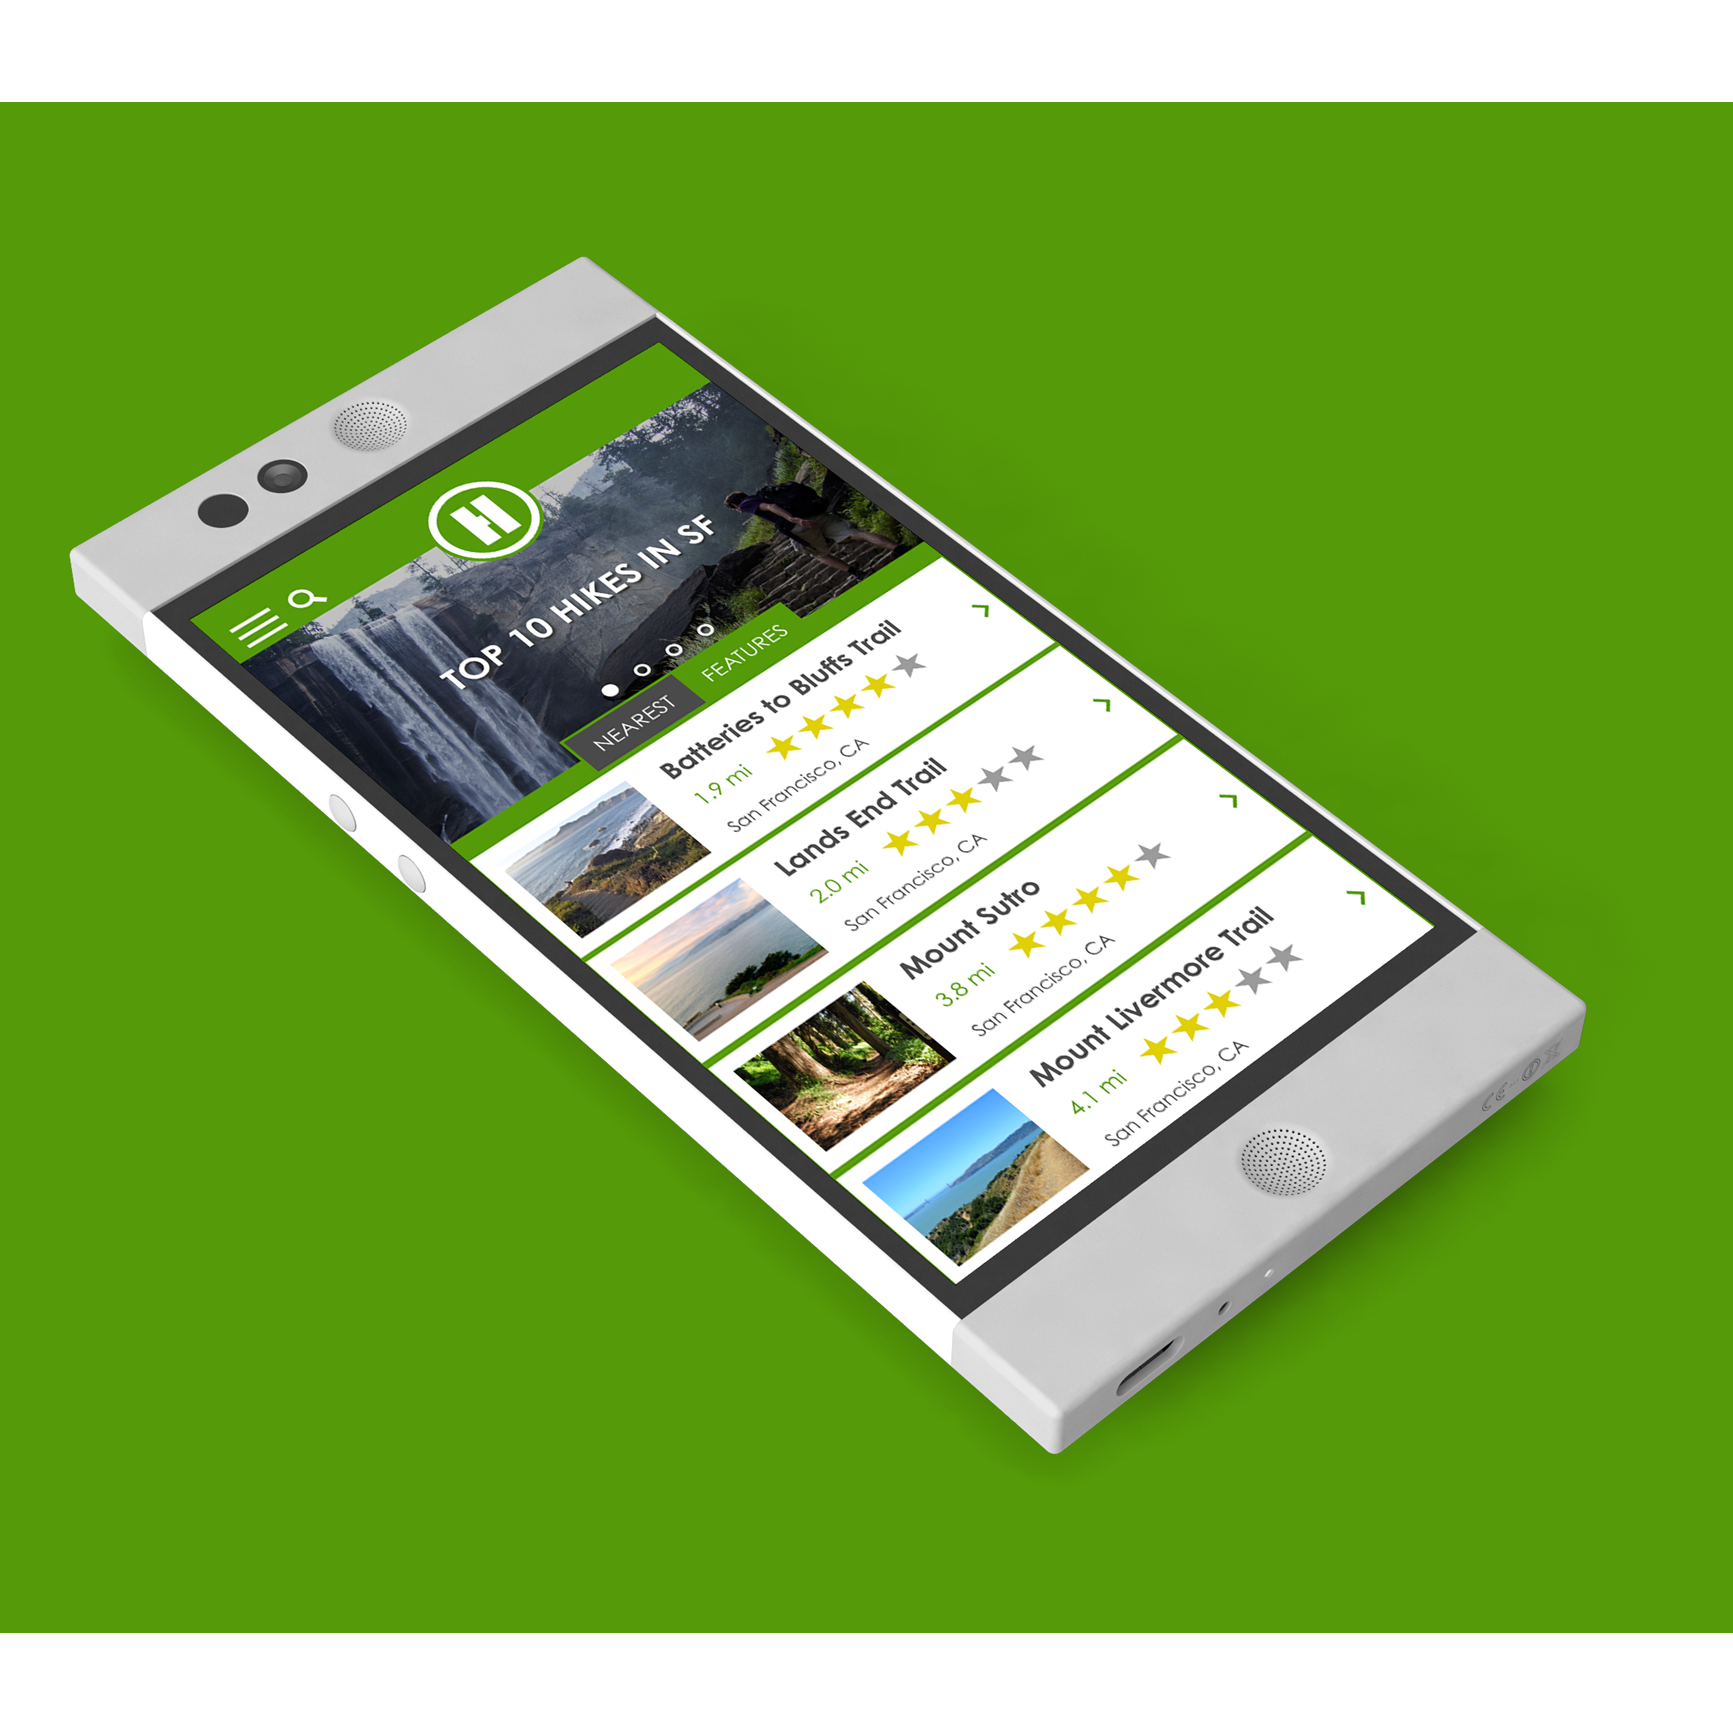 H
TOP 10 HIKES IN SF
NEAREST
FEATURES
Batteries to Bluffs Trail
1.9 mi
San Francisco, CA
Lands End Trail
2.0 mi
San Francisco, CA
Mount Sutro
3.8 mi
San Francisco, CA
Mount Livermore Trail
4.1 mi
San Francisco, CA
CE